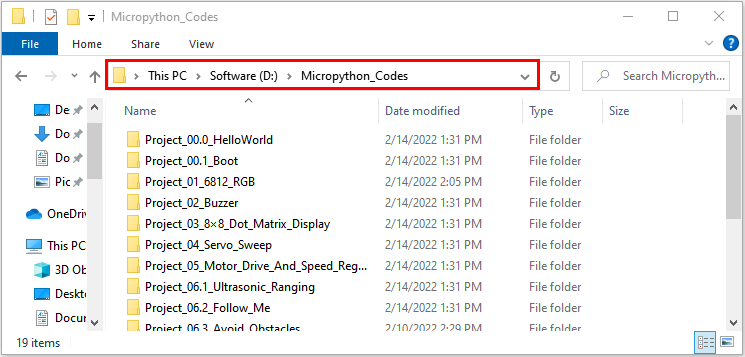 Micropython_Codes
File Home Share View
This PC Software (D:) Micropython_Codes Search Micropyth...
Name Date modified Type Size
De
Do
Do
Pic
OneDriv
This PC
3D Ob
Deskto
Docum
Project_00.0_HelloWorld 2/14/2022 1:31 PM File folder
Project_00.1_Boot 2/14/2022 1:31 PM File folder
Project_01_6812_RGB 2/14/2022 2:05 PM File folder
Project_02_Buzzer 2/14/2022 1:31 PM File folder
Project_03_8×8_Dot_Matrix_Display 2/14/2022 1:31 PM File folder
Project_04_Servo_Sweep 2/14/2022 1:31 PM File folder
Project_05_Motor_Drive_And_Speed_Reg... 2/14/2022 1:31 PM File folder
Project_06.1_Ultrasonic_Ranging 2/14/2022 1:31 PM File folder
Project_06.2_Follow_Me 2/14/2022 1:31 PM File folder
Project_06.3_Avoid_Obstacles 2/10/2022 2:29 PM File folder
19 items